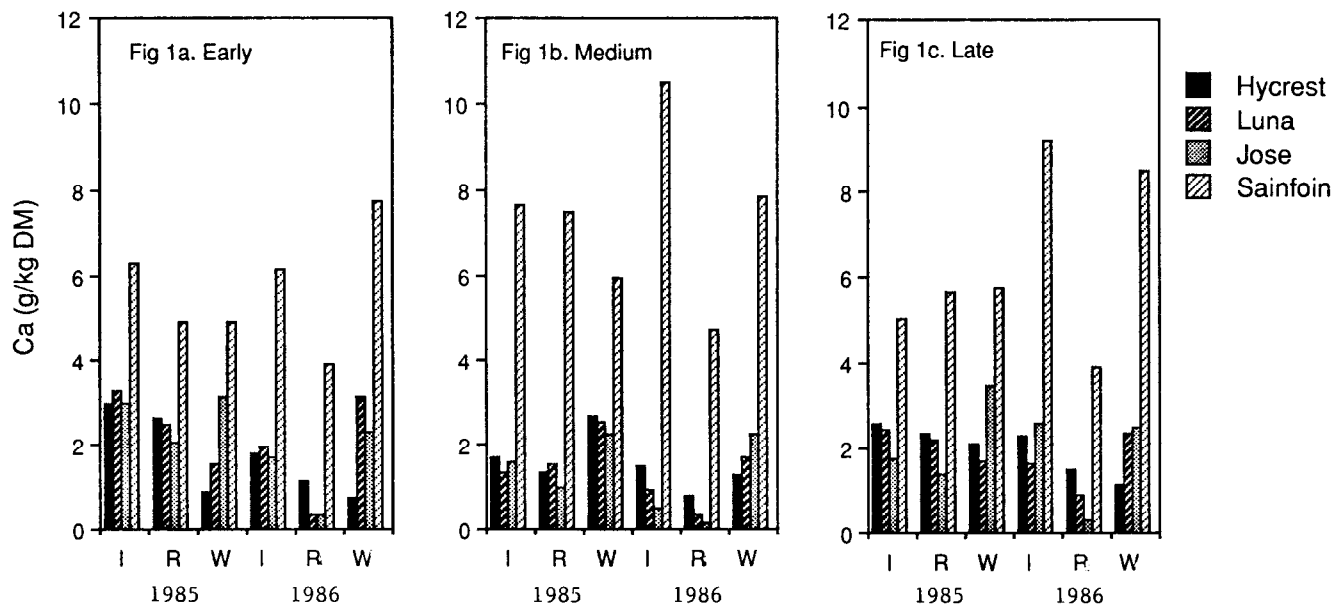 Ca (g/kg DM)
12
10
8
6
4
2
0
Fig 1a. Early
I R W I R W
1985 1986
12
10
8
6
4
2
0
Fig 1b. Medium
I R W I R W
1985 1986
12
10
8
6
4
2
0
Fig 1c. Late
I R W I R W
1985 1986
Hycrest
Luna
Jose
Sainfoin